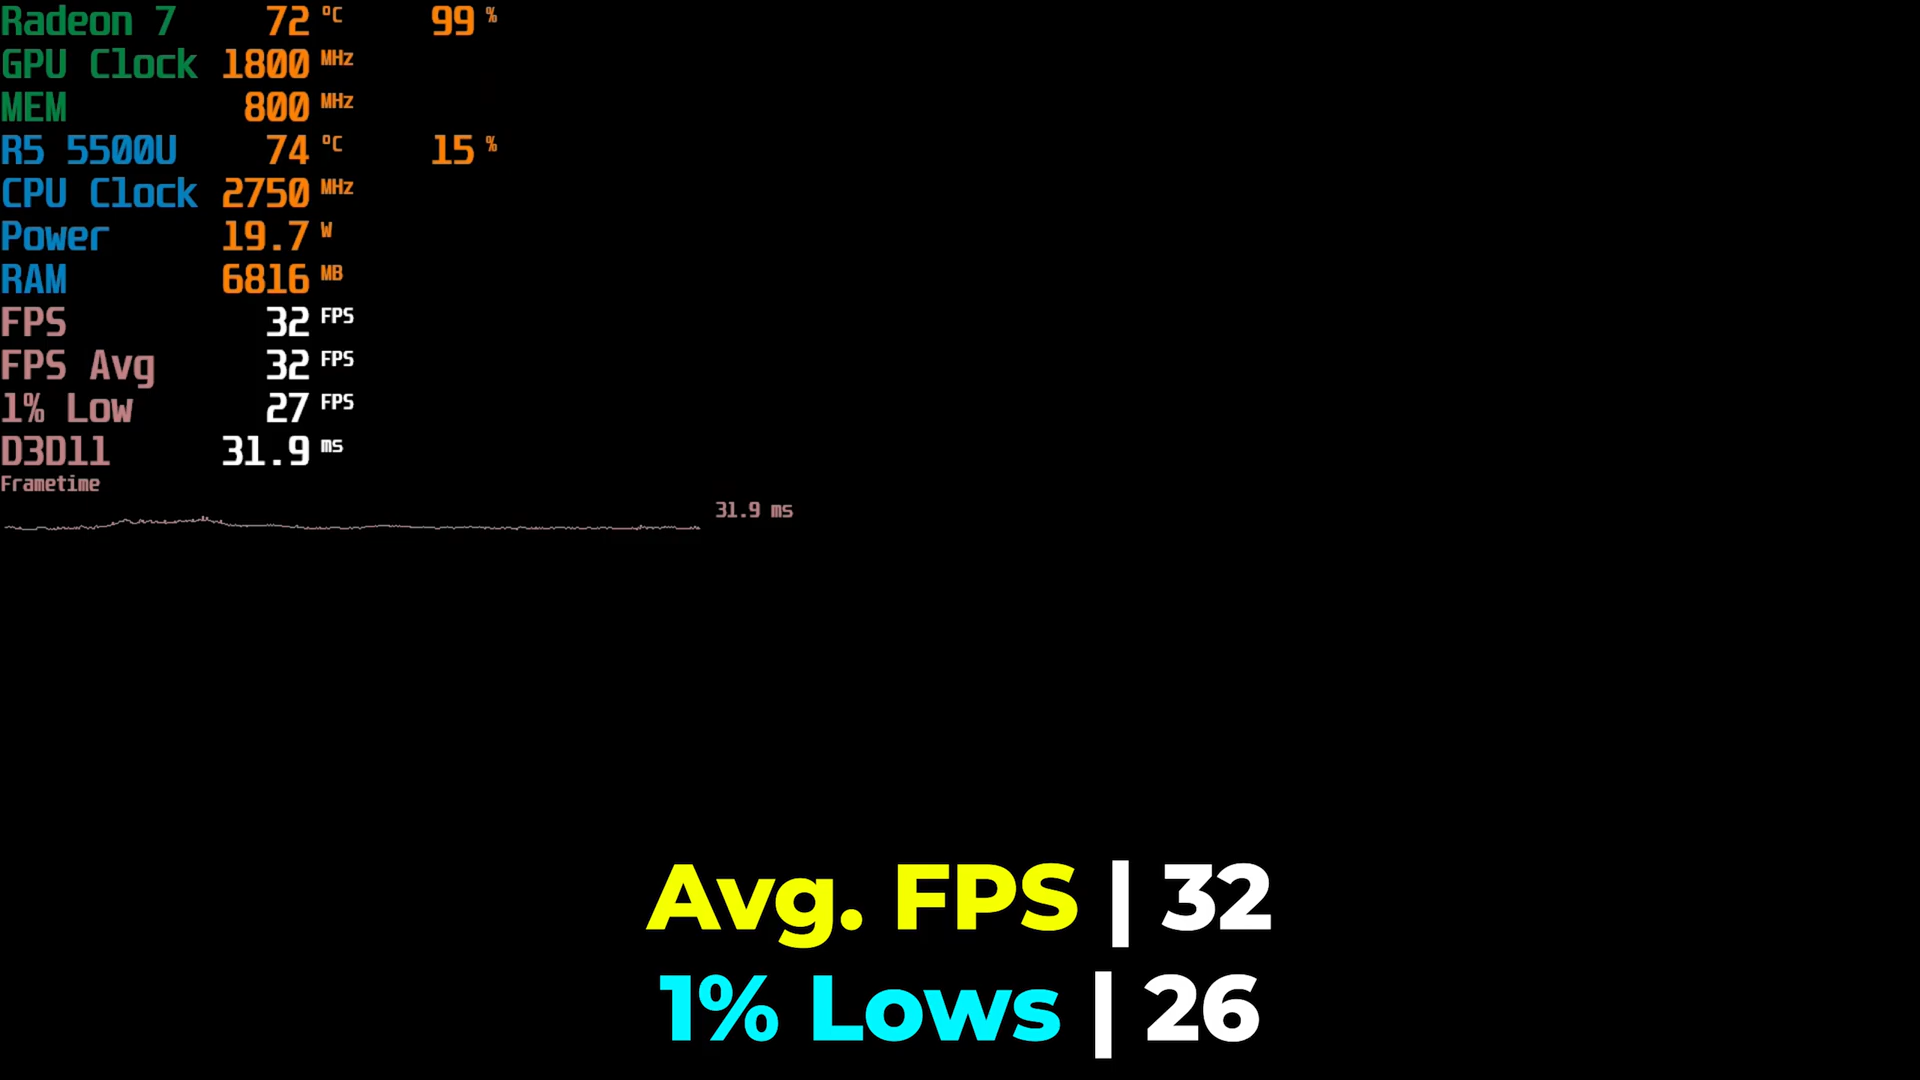 Radeon 7 72 °C 99 %
GPU Clock 1800 MHz
MEM 800 MHz
R5 5500U 74 °C 15 %
CPU Clock 2750 MHz
Power 19.7 W
RAM 6816 MB
FPS 32 FPS
FPS Avg 32 FPS
1% Low 27 FPS
D3D11 31.9 ms
Frametime
31.9 ms
Avg. FPS | 32
1% Lows | 26